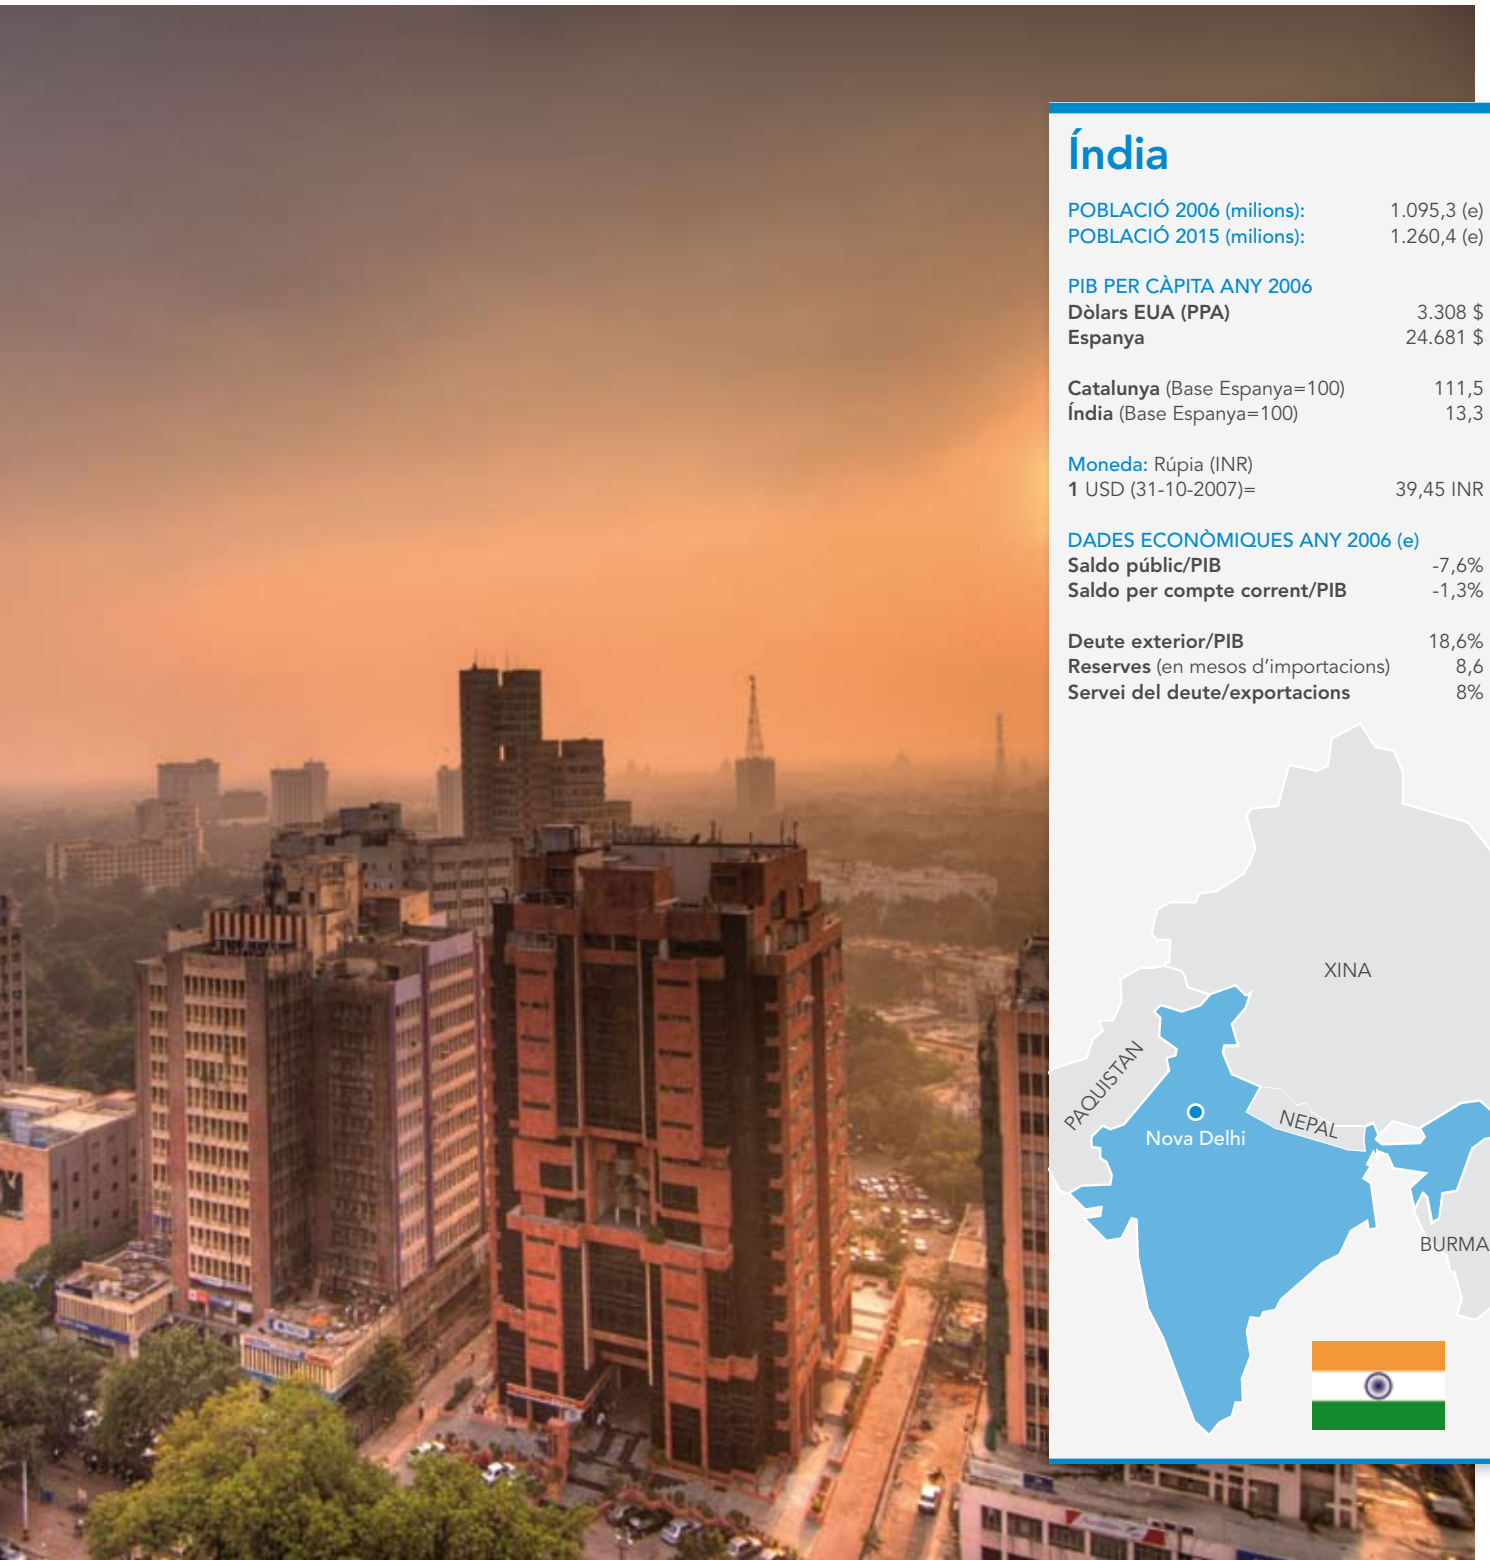 Índia
POBLACIÓ 2006 (milions): 1.095,3 (e)
POBLACIÓ 2015 (milions): 1.260,4 (e)
PIB PER CÀPITA ANY 2006
Dòlars EUA (PPA) 3.308 $
Espanya 24.681 $
Catalunya (Base Espanya=100) 111,5
Índia (Base Espanya=100) 13,3
Moneda: Rúpia (INR)
1 USD (31-10-2007)= 39,45 INR
DADES ECONÒMIQUES ANY 2006 (e)
Saldo públic/PIB -7,6%
Saldo per compte corrent/PIB -1,3%
Deute exterior/PIB 18,6%
Reserves (en mesos d'importacions) 8,6
Servei del deute/exportacions 8%
XINA
PAQUISTAN
NEPAL
Nova Delhi
BURMA